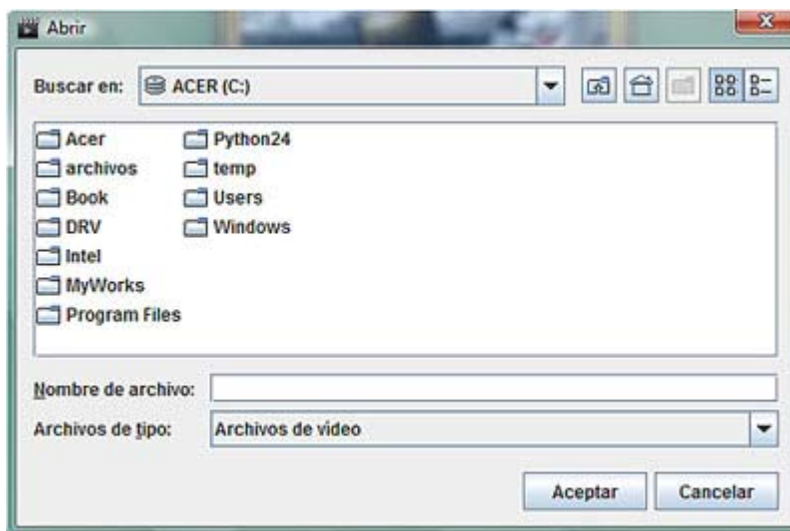 Abrir
Buscar en: ACER (C:)
Acer
archivos
Book
DRV
Intel
MyWorks
Program Files
Python24
temp
Users
Windows
Nombre de archivo:
Archivos de tipo: Archivos de vídeo
Aceptar Cancelar